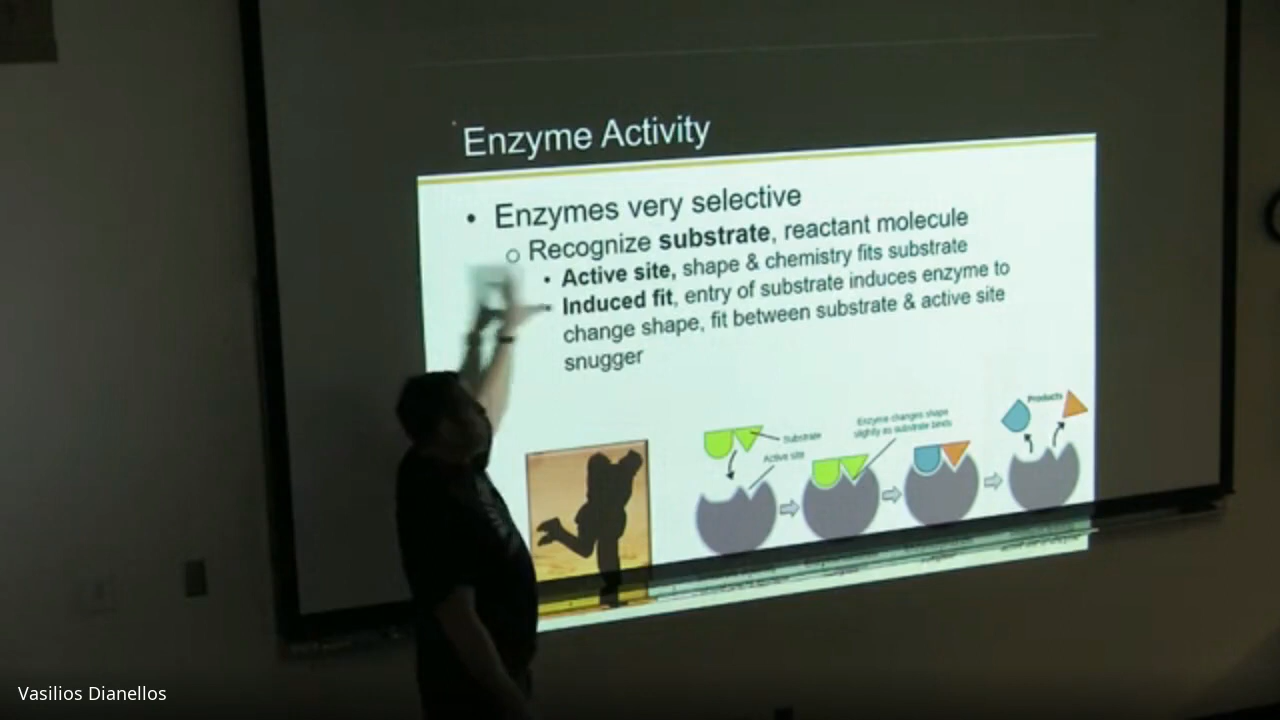 Enzyme Activity
• Enzymes very selective
o Recognize substrate, reactant molecule
• Active site, shape & chemistry fits substrate
Induced fit, entry of substrate induces enzyme to
change shape, fit between substrate & active site
snugger
Products
Enzyme changes shape
slightly as substrate binds
Substrate
Active site
Vasilios Dianellos